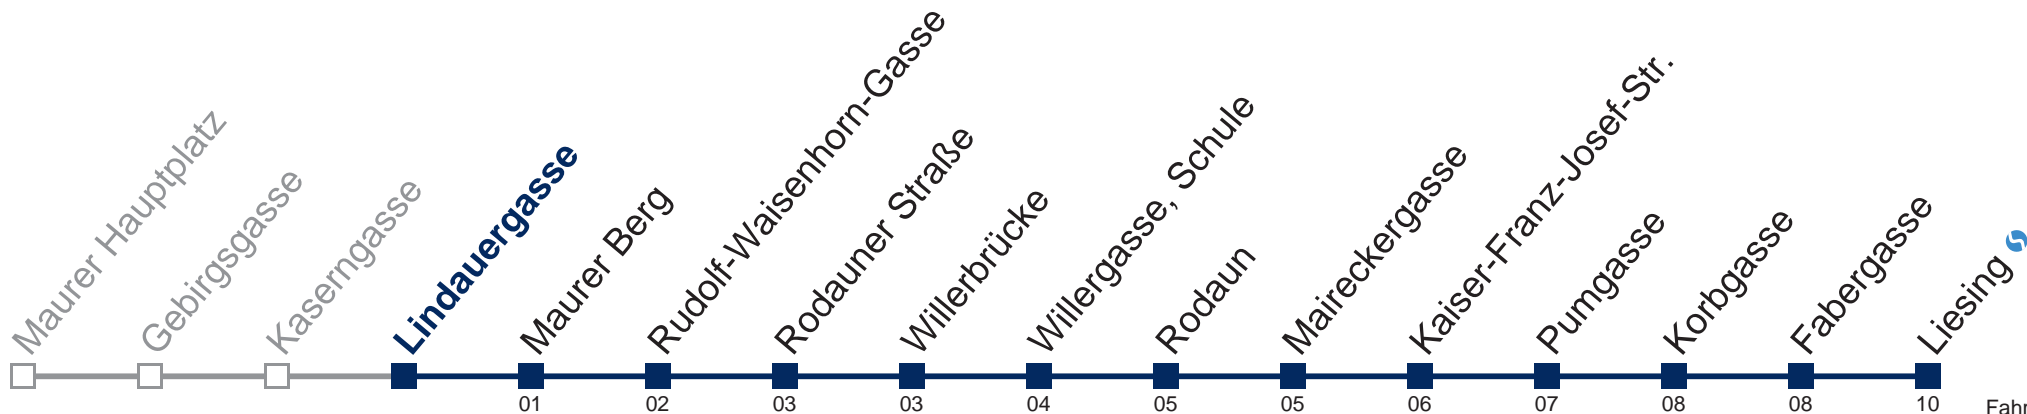 Maurer Hauptplatz
Gebirgsgasse
Kaserngasse
Lindauergasse
Maurer Berg
Rudolf-Waisenhorn-Gasse
Rodauner Straße
Willerbrücke
Willergasse, Schule
Rodaun
Maireckergasse
Kaiser-Franz-Josef-Str.
Pumgasse
Korbgasse
Fabergasse
Liesing
01 02 03 03 04 05 05 06 07 08 08 10 Fahr